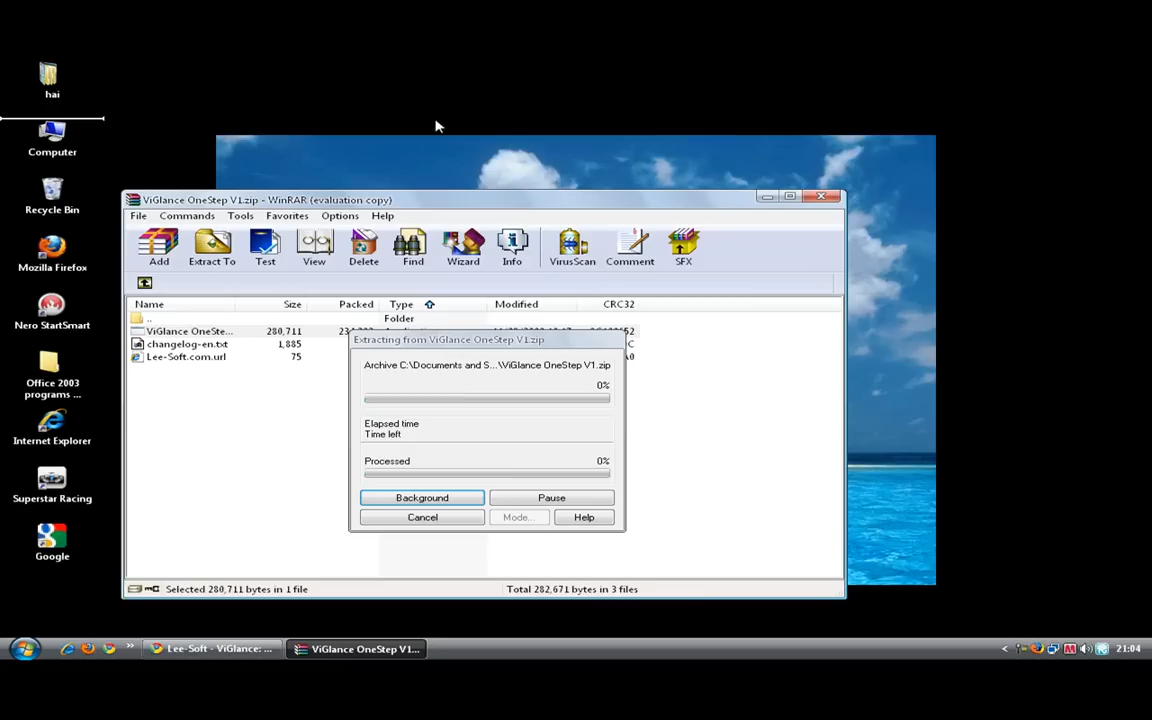 hai
Computer
Recycle Bin
Mozilla Firefox
Nero StartSmart
Office 2003
programs ...
Internet Explorer
Superstar Racing
Google
ViGlance OneStep V1.zip - WinRAR (evaluation copy)
File Commands Tools Favorites Options Help
Add Extract To Test View Delete Find Wizard Info VirusScan Comment SFX
Name Size Packed Type Modified CRC32
.. Folder
ViGlance OneSte... 280,711
changelog-en.txt 1,885
Lee-Soft.com.url 75
Extracting from ViGlance OneStep V1.zip
Archive C:\Documents and S...\ViGlance OneStep V1.zip
0%
Elapsed time
Time left
Processed 0%
Background Pause
Cancel Mode... Help
Selected 280,711 bytes in 1 file Total 282,671 bytes in 3 files
Lee-Soft - ViGlance: ... ViGlance OneStep V1... 21:04